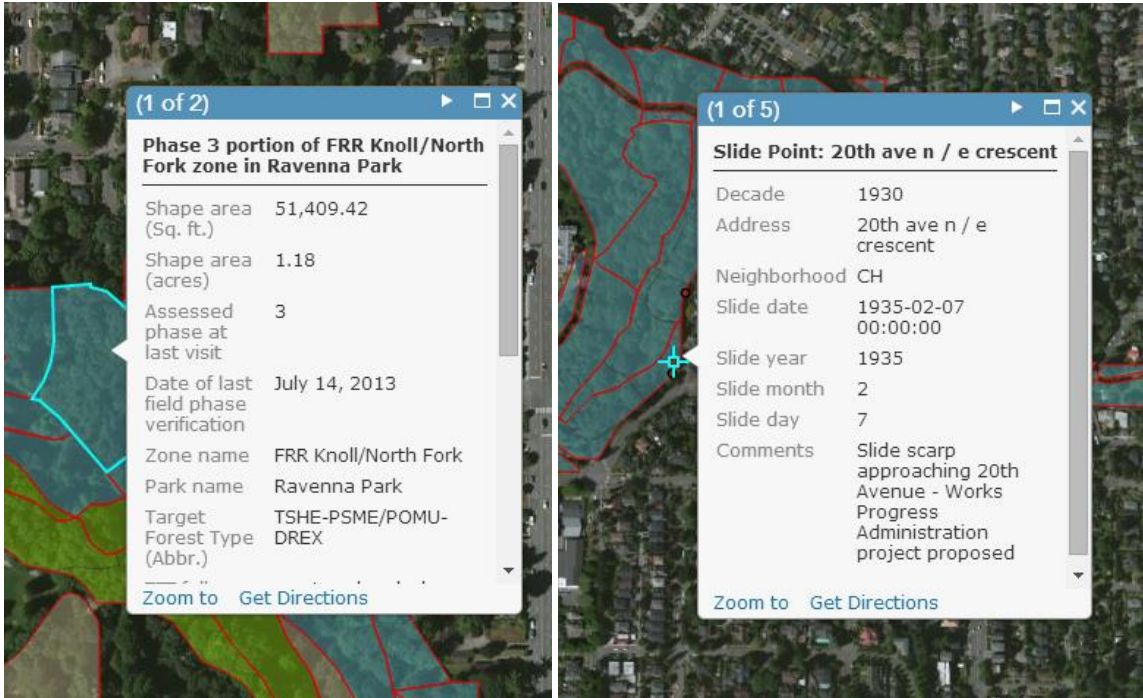 (1 of 2)
Phase 3 portion of FRR Knoll/North
Fork zone in Ravenna Park
Shape area 51,409.42
(Sq. ft.)
Shape area 1.18
(acres)
Assessed 3
phase at
last visit
Date of last July 14, 2013
field phase
verification
Zone name FRR Knoll/North Fork
Park name Ravenna Park
Target TSHE-PSME/POMU-
Forest Type DREX
(Abbr.)
Zoom to Get Directions
(1 of 5)
Slide Point: 20th ave n / e crescent
Decade 1930
Address 20th ave n / e
crescent
Neighborhood CH
Slide date 1935-02-07
00:00:00
Slide year 1935
Slide month 2
Slide day 7
Comments Slide scarp
approaching 20th
Avenue - Works
Progress
Administration
project proposed
Zoom to Get Directions